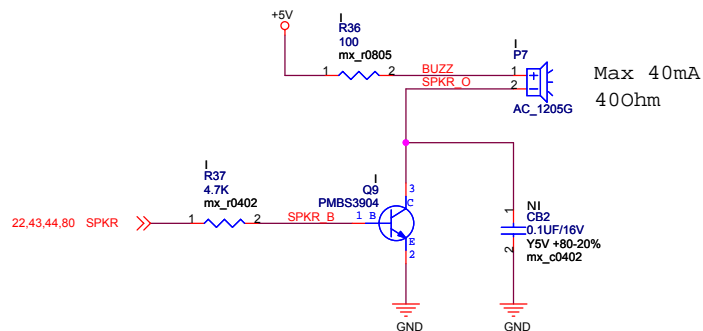 +5V
I
R36
100
mx_r0805
1
2
BUZZ
SPKR_O
I
P7
1
2
AC_1205G
Max 40mA
40Ohm
I
R37
4.7K
mx_r0402
22,43,44,80 SPKR
1
2
SPKR_B
I
Q9
PMBS3904
3
C
1 B
E
2
NI
CB2
0.1UF/16V
Y5V +80-20%
mx_c0402
1
2
GND
GND